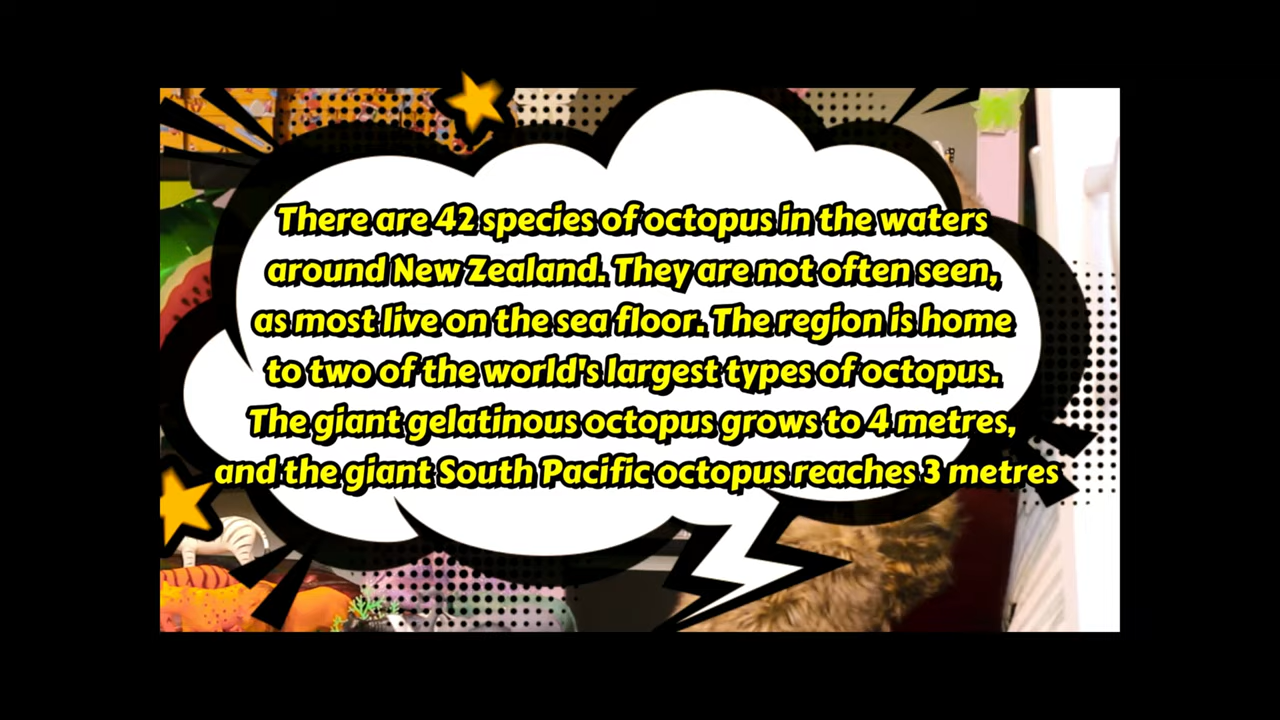 There are 42 species of octopus in the waters
around New Zealand. They are not often seen,
as most live on the sea floor. The region is home
to two of the world's largest types of octopus.
The giant gelatinous octopus grows to 4 metres,
and the giant South Pacific octopus reaches 3 metres